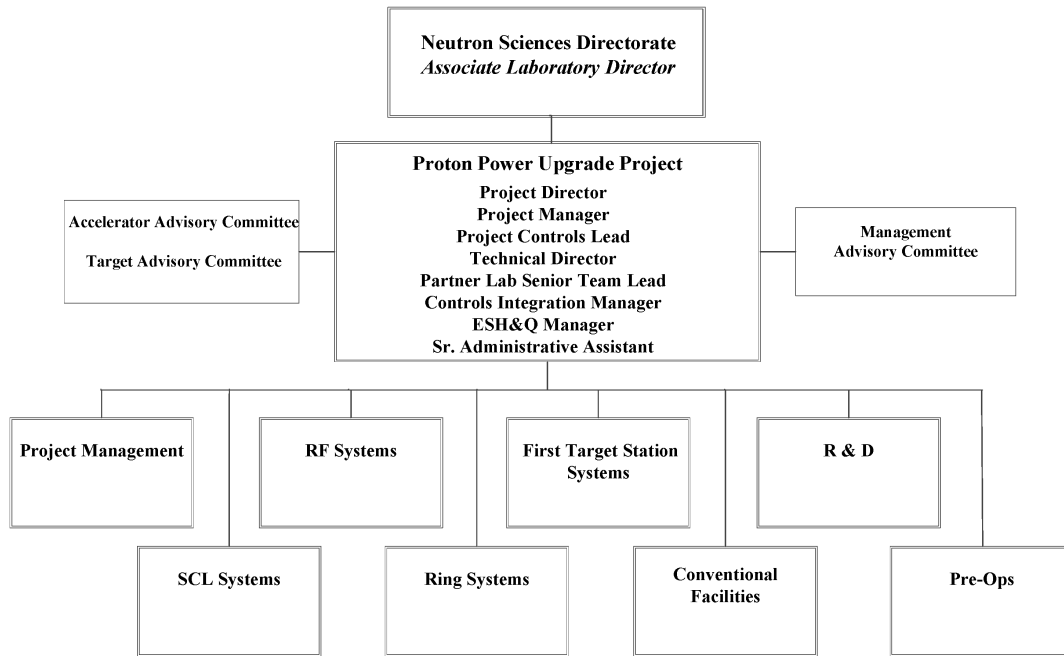 Neutron Sciences Directorate
Associate Laboratory Director
Proton Power Upgrade Project
Project Director
Project Manager
Project Controls Lead
Technical Director
Partner Lab Senior Team Lead
Controls Integration Manager
ESH&Q Manager
Sr. Administrative Assistant
Accelerator Advisory Committee
Target Advisory Committee
Management
Advisory Committee
Project Management
RF Systems
First Target Station
Systems
R & D
SCL Systems
Ring Systems
Conventional
Facilities
Pre-Ops